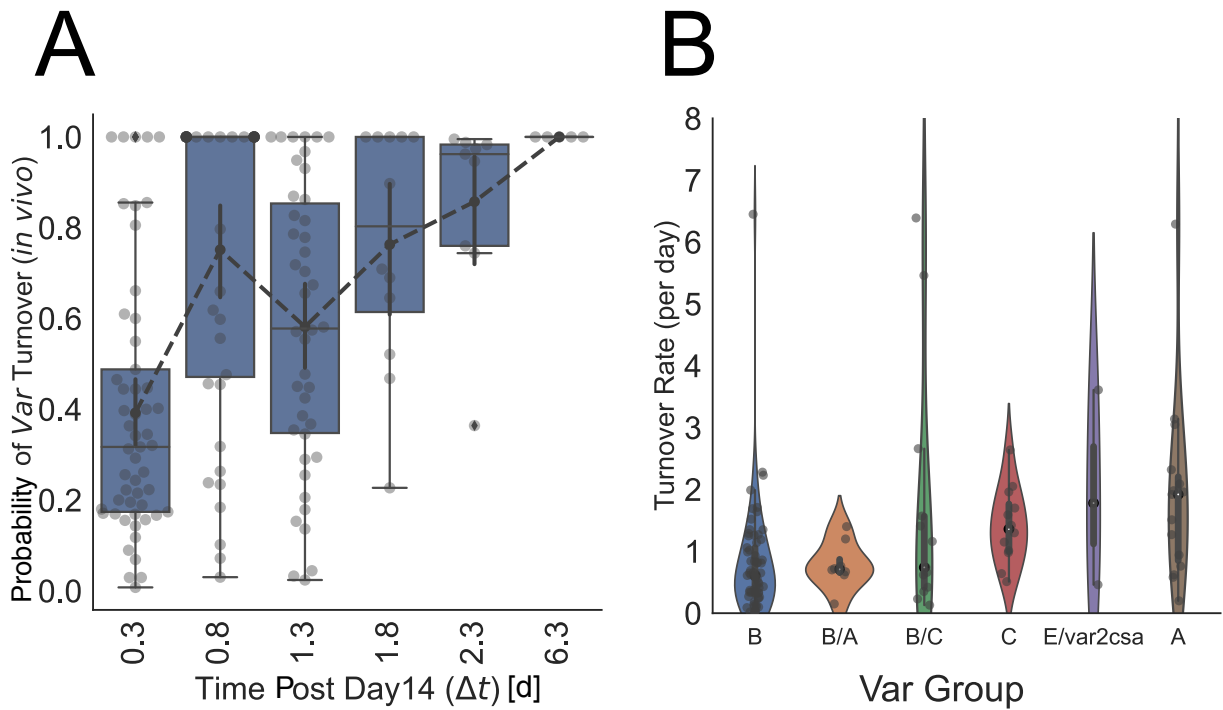 A
Probability of Var Turnover (in vivo)
1.0
0.8
0.6
0.4
0.2
0.0
0.3
0.8
1.3
1.8
2.3
6.3
Time Post Day14 (Δt) [d]
B
Turnover Rate (per day)
8
7
6
5
4
3
2
1
0
B
B/A
B/C
C
E/var2csa
A
Var Group